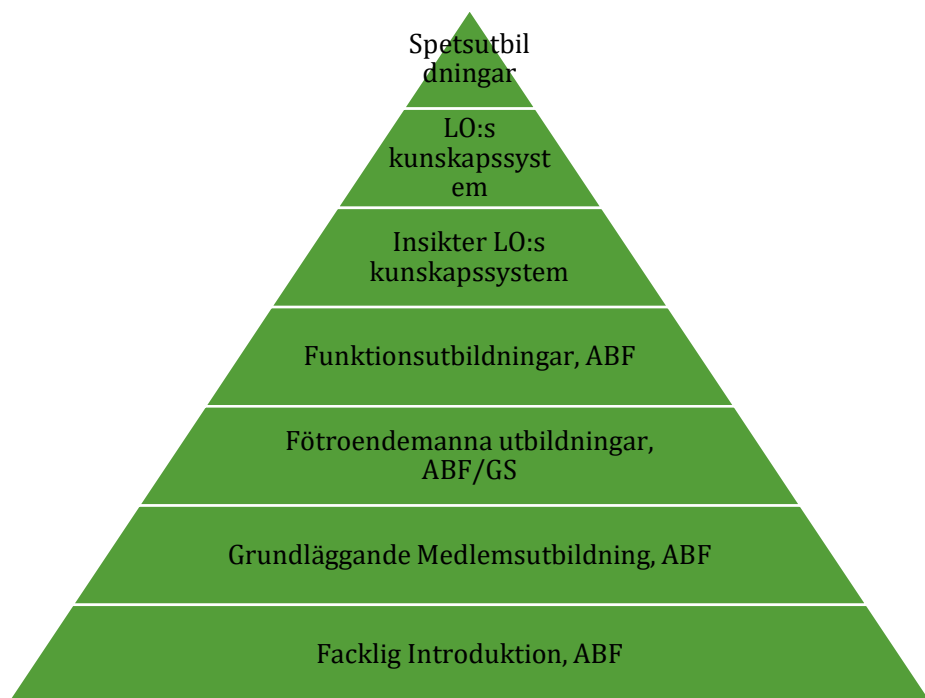 Spetsutbil
dningar
LO:s
kunskapssyst
em
Insikter LO:s
kunskapssystem
Funktionsutbildningar, ABF
Fötroendemanna utbildningar,
ABF/GS
Grundläggande Medlemsutbildning, ABF
Facklig Introduktion, ABF